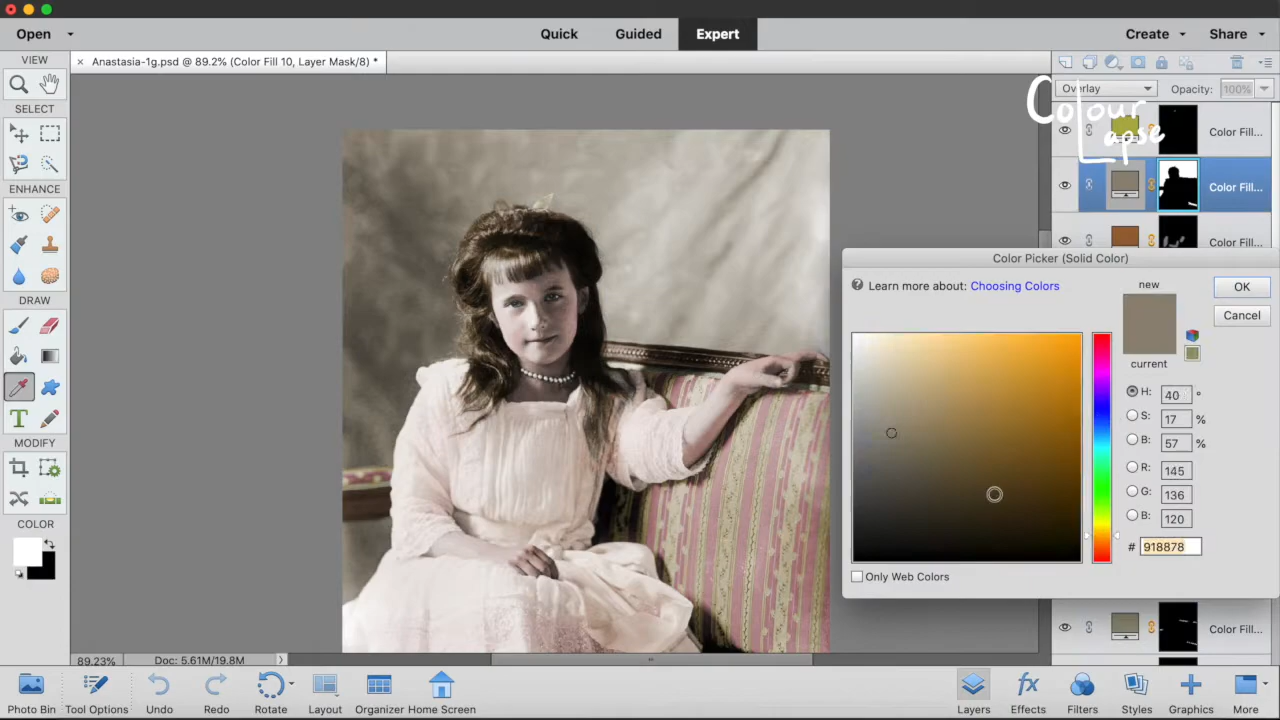 Open
Quick
Guided
Expert
Create
Share
VIEW
Anastasia-1g.psd @ 89.2% (Color Fill 10, Layer Mask/8) *
Overlay
Opacity:
100%
Colour
Lapse
SELECT
Color Fill...
Color Fill...
ENHANCE
Color Fill...
Color Picker (Solid Color)
Learn more about: Choosing Colors
new
OK
Cancel
current
DRAW
H: 40 °
S: 17 %
B: 57 %
R: 145
G: 136
B: 120
# 918878
Only Web Colors
T
MODIFY
COLOR
Color Fill...
89.23%
Doc: 5.61M/19.8M
Photo Bin
Tool Options
Undo
Redo
Rotate
Layout
Organizer
Home Screen
Layers
fx
Effects
Filters
Styles
Graphics
More